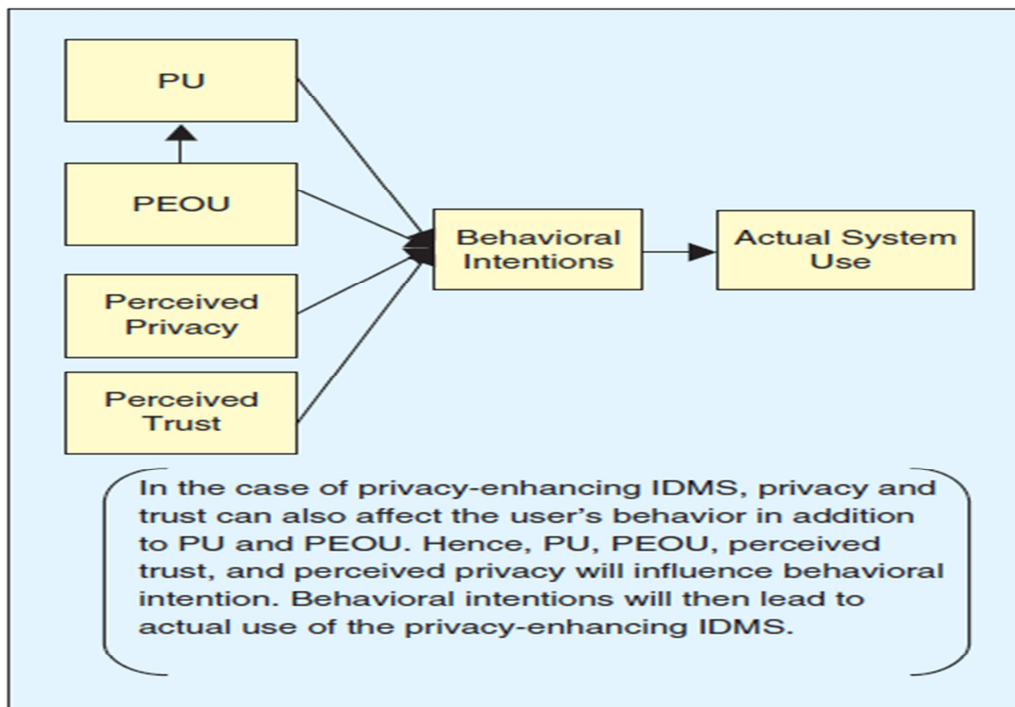 PU
PEOU
Perceived
Privacy
Perceived
Trust
Behavioral
Intentions
Actual System
Use
In the case of privacy-enhancing IDMS, privacy and
trust can also affect the user's behavior in addition
to PU and PEOU. Hence, PU, PEOU, perceived
trust, and perceived privacy will influence behavioral
intention. Behavioral intentions will then lead to
actual use of the privacy-enhancing IDMS.